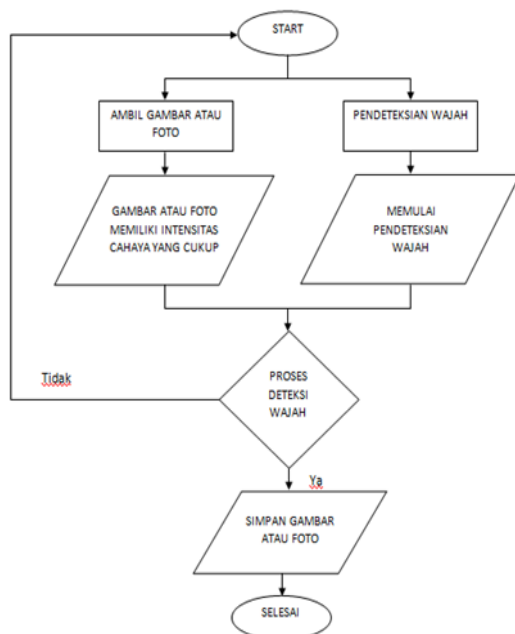 START
AMBIL GAMBAR ATAU
FOTO
PENDETEKSIAN WAJAH
GAMBAR ATAU FOTO
MEMILIKI INTENSITAS
CAHAYA YANG CUKUP
MEMULAI
PENDETEKSIAN
WAJAH
PROSES
DETEKSI
WAJAH
Tidak
Ya
SIMPAN GAMBAR
ATAU FOTO
SELESAI